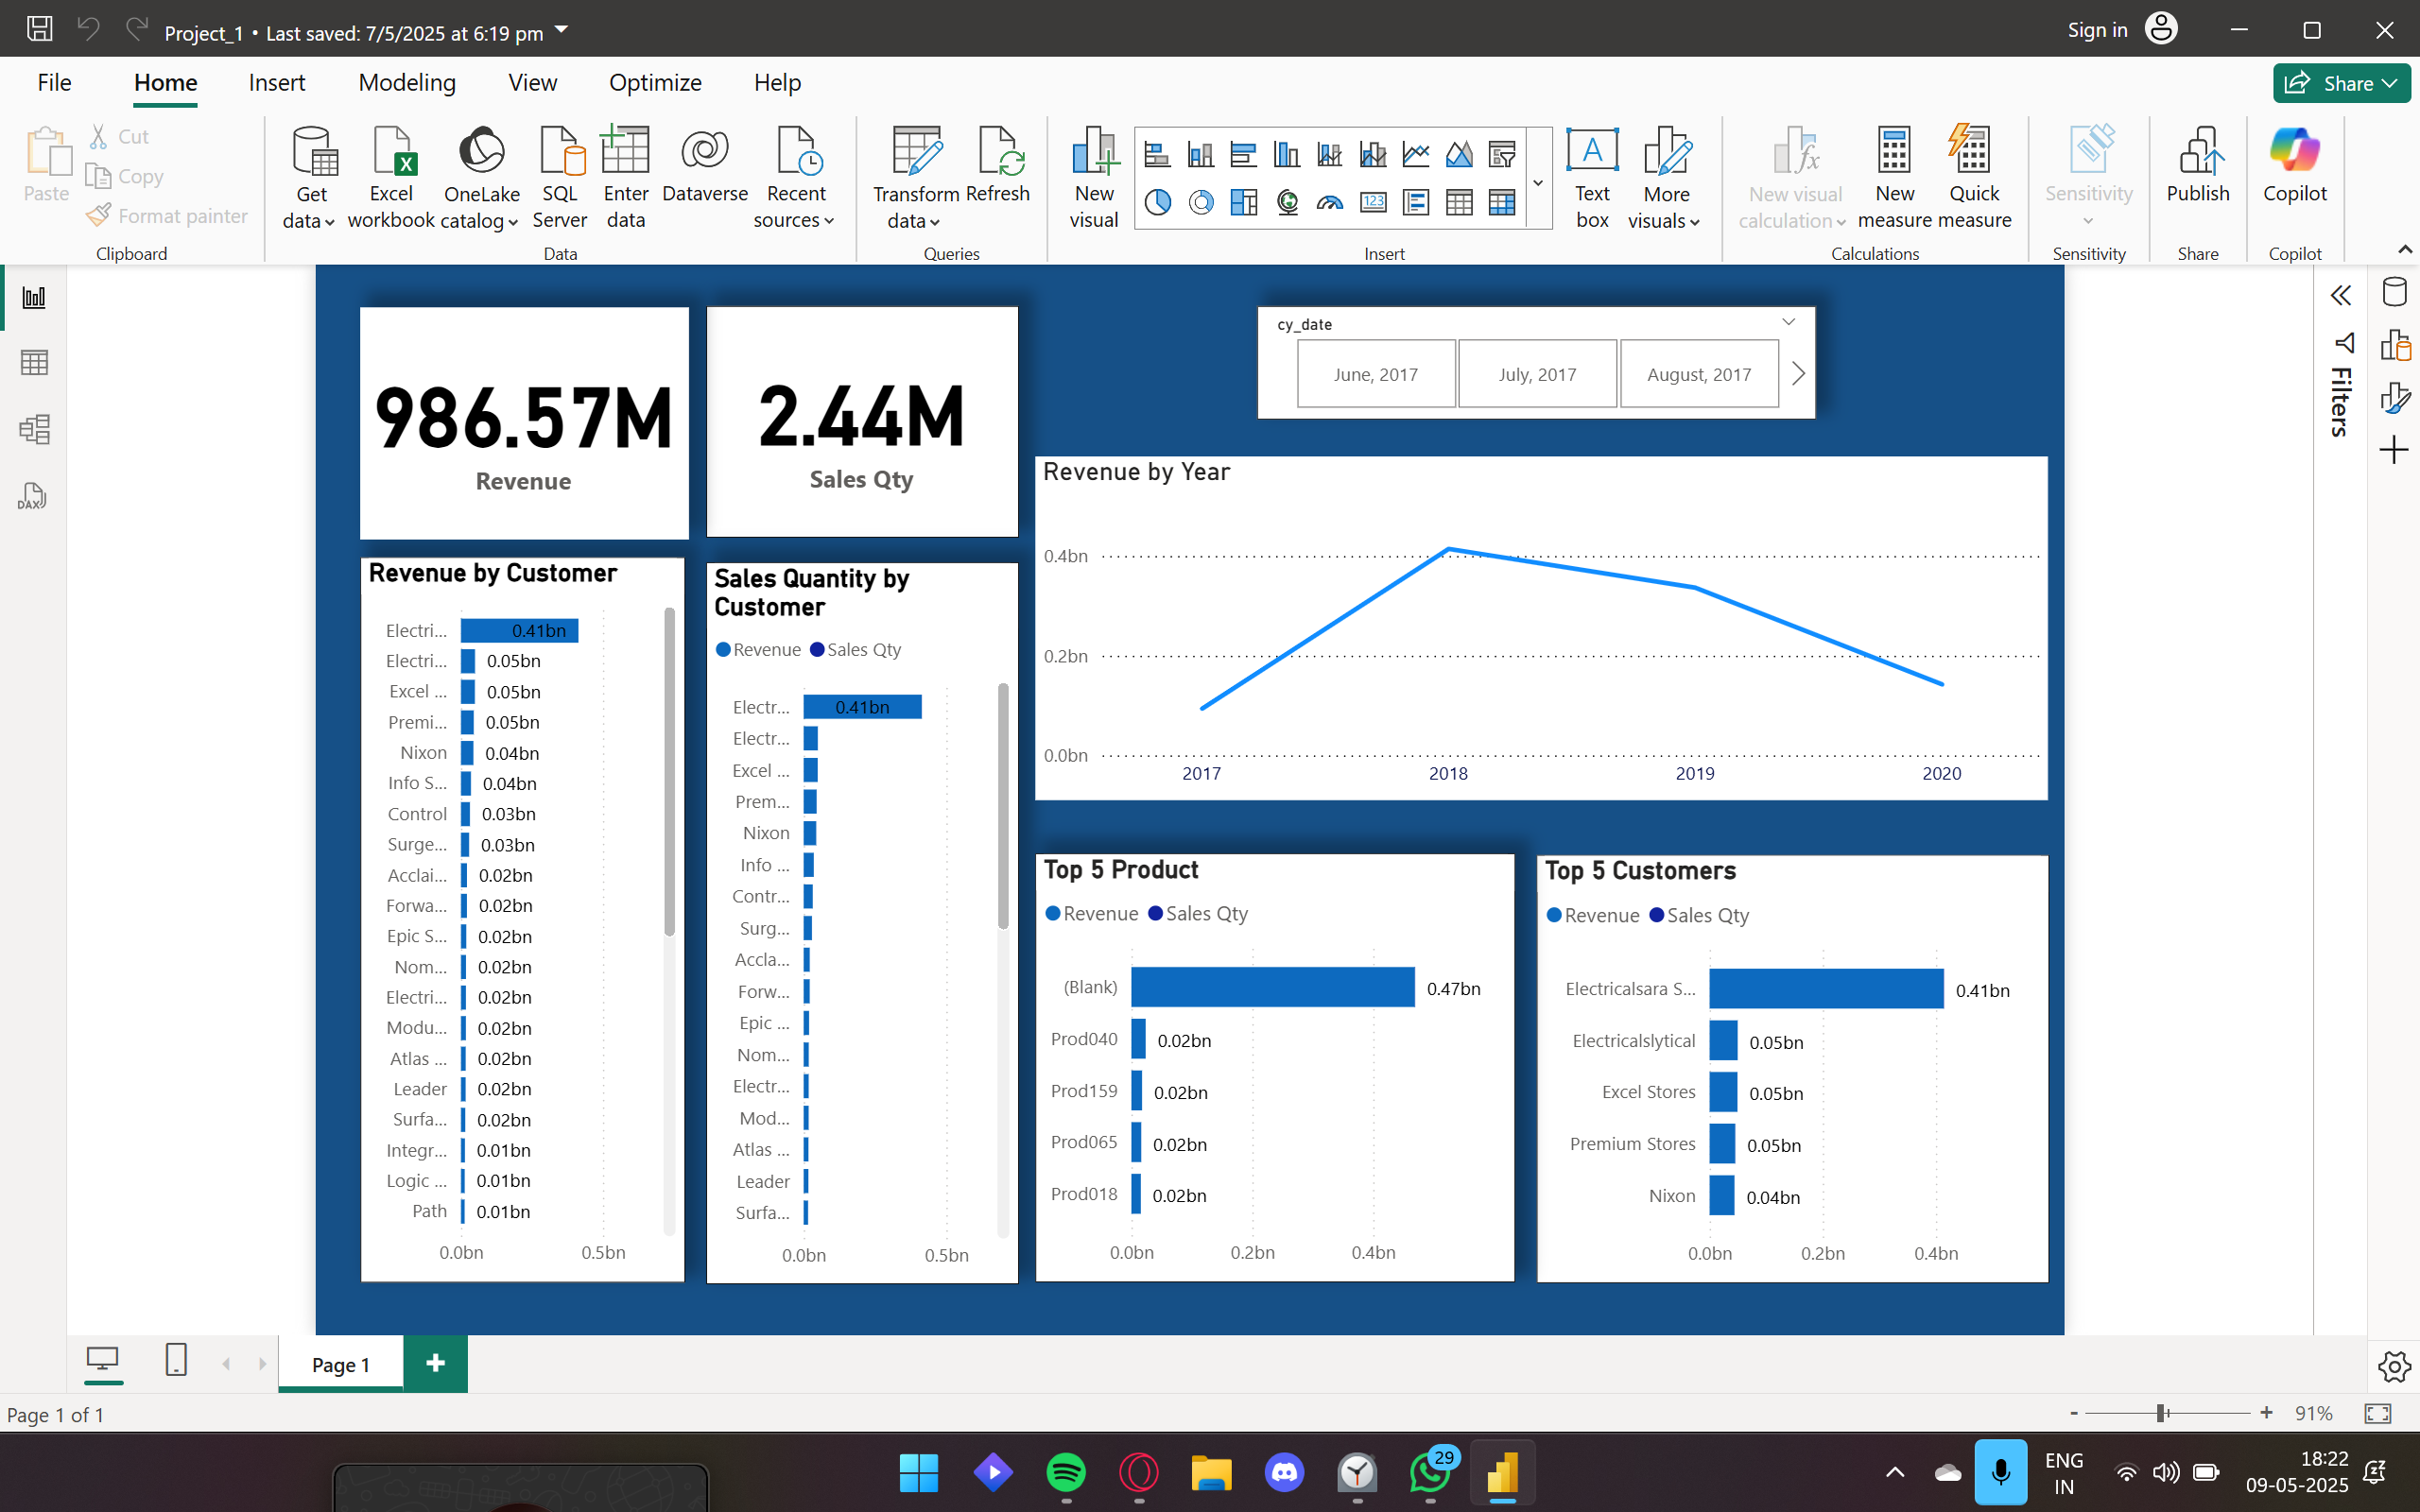 Project_1 • Last saved: 7/5/2025 at 6:19 pm
Sign in
File Home Insert Modeling View Optimize Help
Share
Paste
Cut
Copy
Format painter
Clipboard
Get data
Excel workbook
OneLake catalog
SQL Server
Enter data
Dataverse
Recent sources
Data
Transform data
Refresh
Queries
New visual
123
Insert
A
Text box
More visuals
New visual calculation
New measure
Quick measure
Calculations
Sensitivity
Sensitivity
Publish
Share
Copilot
Copilot
DAX
986.57M
Revenue
2.44M
Sales Qty
cy_date
June, 2017
July, 2017
August, 2017
Filters
Revenue by Year
0.4bn
0.2bn
0.0bn
2017 2018 2019 2020
Revenue by Customer
Electri... 0.41bn
Electri... 0.05bn
Excel ... 0.05bn
Premi... 0.05bn
Nixon 0.04bn
Info S... 0.04bn
Control 0.03bn
Surge... 0.03bn
Acclai... 0.02bn
Forwa... 0.02bn
Epic S... 0.02bn
Nom... 0.02bn
Electri... 0.02bn
Modu... 0.02bn
Atlas ... 0.02bn
Leader 0.02bn
Surfa... 0.02bn
Integr... 0.01bn
Logic ... 0.01bn
Path 0.01bn
0.0bn 0.5bn
Sales Quantity by
Customer
Revenue Sales Qty
Electr... 0.41bn
Electr...
Excel ...
Prem...
Nixon
Info ...
Contr...
Surg...
Accla...
Forw...
Epic ...
Nom...
Electr...
Mod...
Atlas ...
Leader
Surfa...
0.0bn 0.5bn
Top 5 Product
Revenue Sales Qty
(Blank) 0.47bn
Prod040 0.02bn
Prod159 0.02bn
Prod065 0.02bn
Prod018 0.02bn
0.0bn 0.2bn 0.4bn
Top 5 Customers
Revenue Sales Qty
Electricalsara S... 0.41bn
Electricalslytical 0.05bn
Excel Stores 0.05bn
Premium Stores 0.05bn
Nixon 0.04bn
0.0bn 0.2bn 0.4bn
Page 1
Page 1 of 1
- + 91%
29
ENG
IN
18:22
09-05-2025